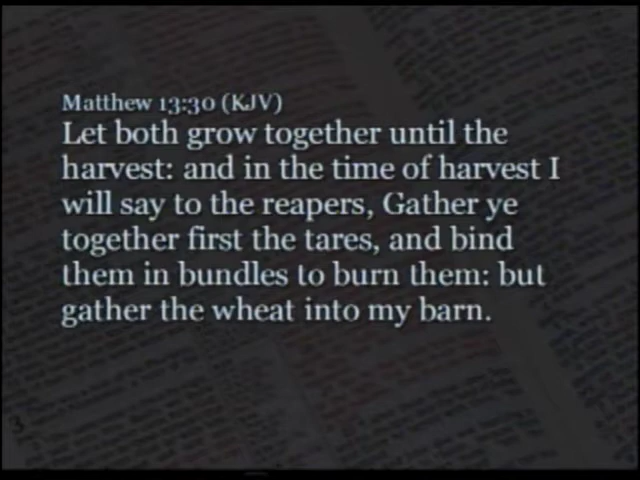 Matthew 13:30 (KJV)
Let both grow together until the
harvest: and in the time of harvest I
will say to the reapers, Gather ye
together first the tares, and bind
them in bundles to burn them: but
gather the wheat into my barn.